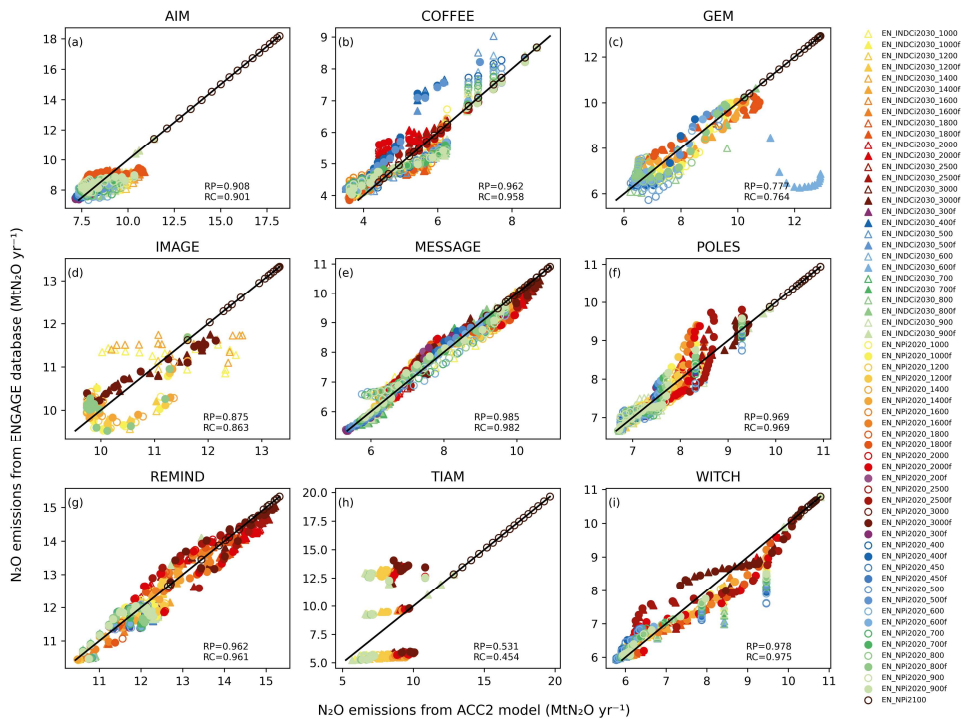 AIM
COFFEE
GEM
(a)
(b)
(c)
18
16
14
12
10
8
9
8
7
6
5
4
12
10
8
6
RP=0.908
RC=0.901
RP=0.962
RC=0.958
RP=0.777
RC=0.764
7.5 10.0 12.5 15.0 17.5
4 6 8
6 8 10 12
IMAGE
MESSAGE
POLES
(d)
(e)
(f)
13
12
11
10
11
10
9
8
7
6
11
10
9
8
7
RP=0.875
RC=0.863
RP=0.985
RC=0.982
RP=0.969
RC=0.969
10 11 12 13
6 8 10
7 8 9 10 11
REMIND
TIAM
WITCH
(g)
(h)
(i)
15
14
13
12
11
20.0
17.5
15.0
12.5
10.0
7.5
5.0
11
10
9
8
7
6
RP=0.962
RC=0.961
RP=0.531
RC=0.454
RP=0.978
RC=0.975
11 12 13 14 15
5 10 15 20
6 7 8 9 10 11
N₂O emissions from ENGAGE database (MtN₂O yr⁻¹)
N₂O emissions from ACC2 model (MtN₂O yr⁻¹)
EN_INDCi2030_1000
EN_INDCi2030_1000f
EN_INDCi2030_1200
EN_INDCi2030_1200f
EN_INDCi2030_1400
EN_INDCi2030_1400f
EN_INDCi2030_1600
EN_INDCi2030_1600f
EN_INDCi2030_1800
EN_INDCi2030_1800f
EN_INDCi2030_2000
EN_INDCi2030_2000f
EN_INDCi2030_2500
EN_INDCi2030_2500f
EN_INDCi2030_3000
EN_INDCi2030_3000f
EN_INDCi2030_300f
EN_INDCi2030_400f
EN_INDCi2030_500
EN_INDCi2030_500f
EN_INDCi2030_600
EN_INDCi2030_600f
EN_INDCi2030_700
EN_INDCi2030_700f
EN_INDCi2030_800
EN_INDCi2030_800f
EN_INDCi2030_900
EN_INDCi2030_900f
EN_NPi2020_1000
EN_NPi2020_1000f
EN_NPi2020_1200
EN_NPi2020_1200f
EN_NPi2020_1400
EN_NPi2020_1400f
EN_NPi2020_1600
EN_NPi2020_1600f
EN_NPi2020_1800
EN_NPi2020_1800f
EN_NPi2020_2000
EN_NPi2020_2000f
EN_NPi2020_200f
EN_NPi2020_2500
EN_NPi2020_2500f
EN_NPi2020_3000
EN_NPi2020_3000f
EN_NPi2020_300f
EN_NPi2020_400
EN_NPi2020_400f
EN_NPi2020_450
EN_NPi2020_450f
EN_NPi2020_500
EN_NPi2020_500f
EN_NPi2020_600
EN_NPi2020_600f
EN_NPi2020_700
EN_NPi2020_700f
EN_NPi2020_800
EN_NPi2020_800f
EN_NPi2020_900
EN_NPi2020_900f
EN_NPi2100